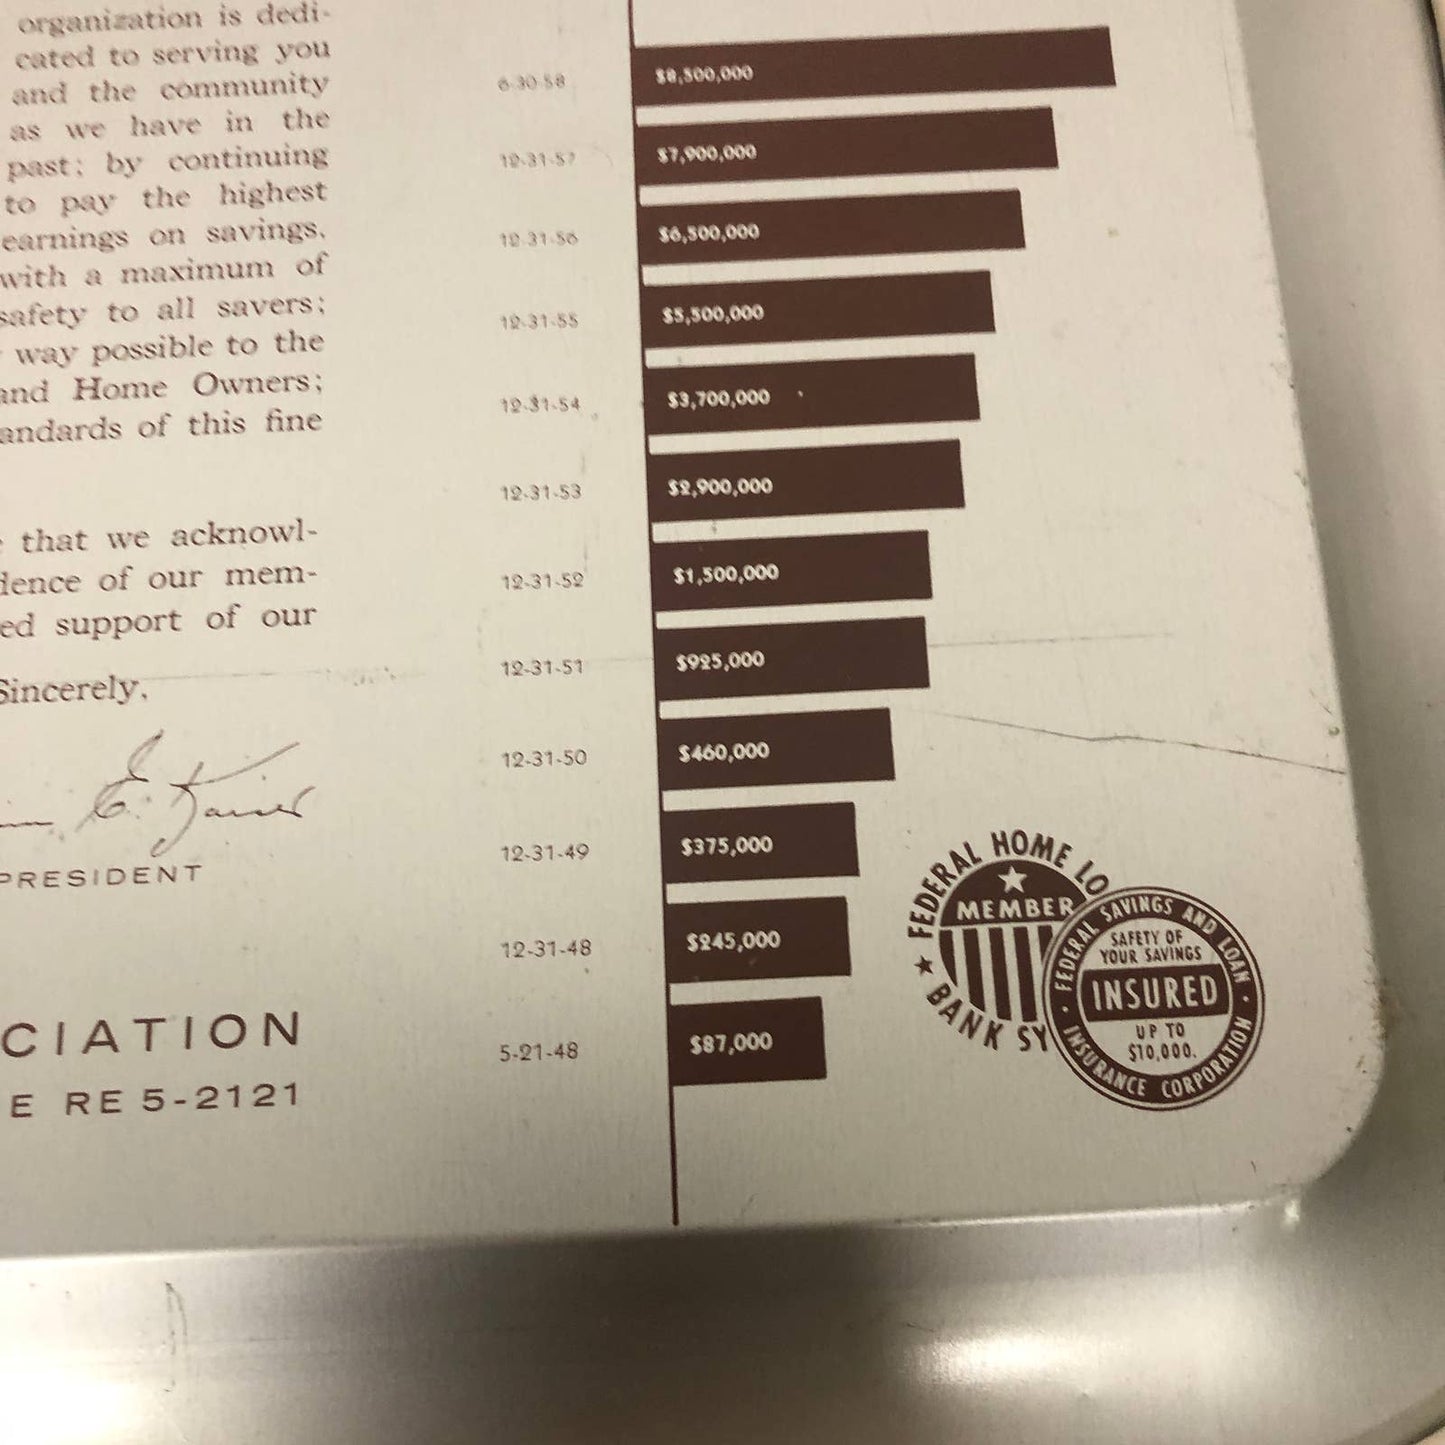 organization is dedi-
cated to serving you
and the community
as we have in the
past; by continuing
to pay the highest
earnings on savings,
with a maximum of
safety to all savers;
way possible to the
and Home Owners;
andards of this fine
that we acknowl-
dence of our mem-
ed support of our
Sincerely,
PRESIDENT
CIATION
E RE 5-2121
6-30-58 $8,500,000
12-31-57 $7,900,000
12-31-56 $6,500,000
12-31-55 $5,500,000
12-31-54 $3,700,000
12-31-53 $2,900,000
12-31-52 $1,500,000
12-31-51 $925,000
12-31-50 $460,000
12-31-49 $375,000
12-31-48 $245,000
5-21-48 $87,000
FEDERAL HOME LO
MEMBER
BANK SY
FEDERAL SAVINGS AND LOAN
SAFETY OF
YOUR SAVINGS
INSURED
UP TO
$10,000.
INSURANCE CORPORATION